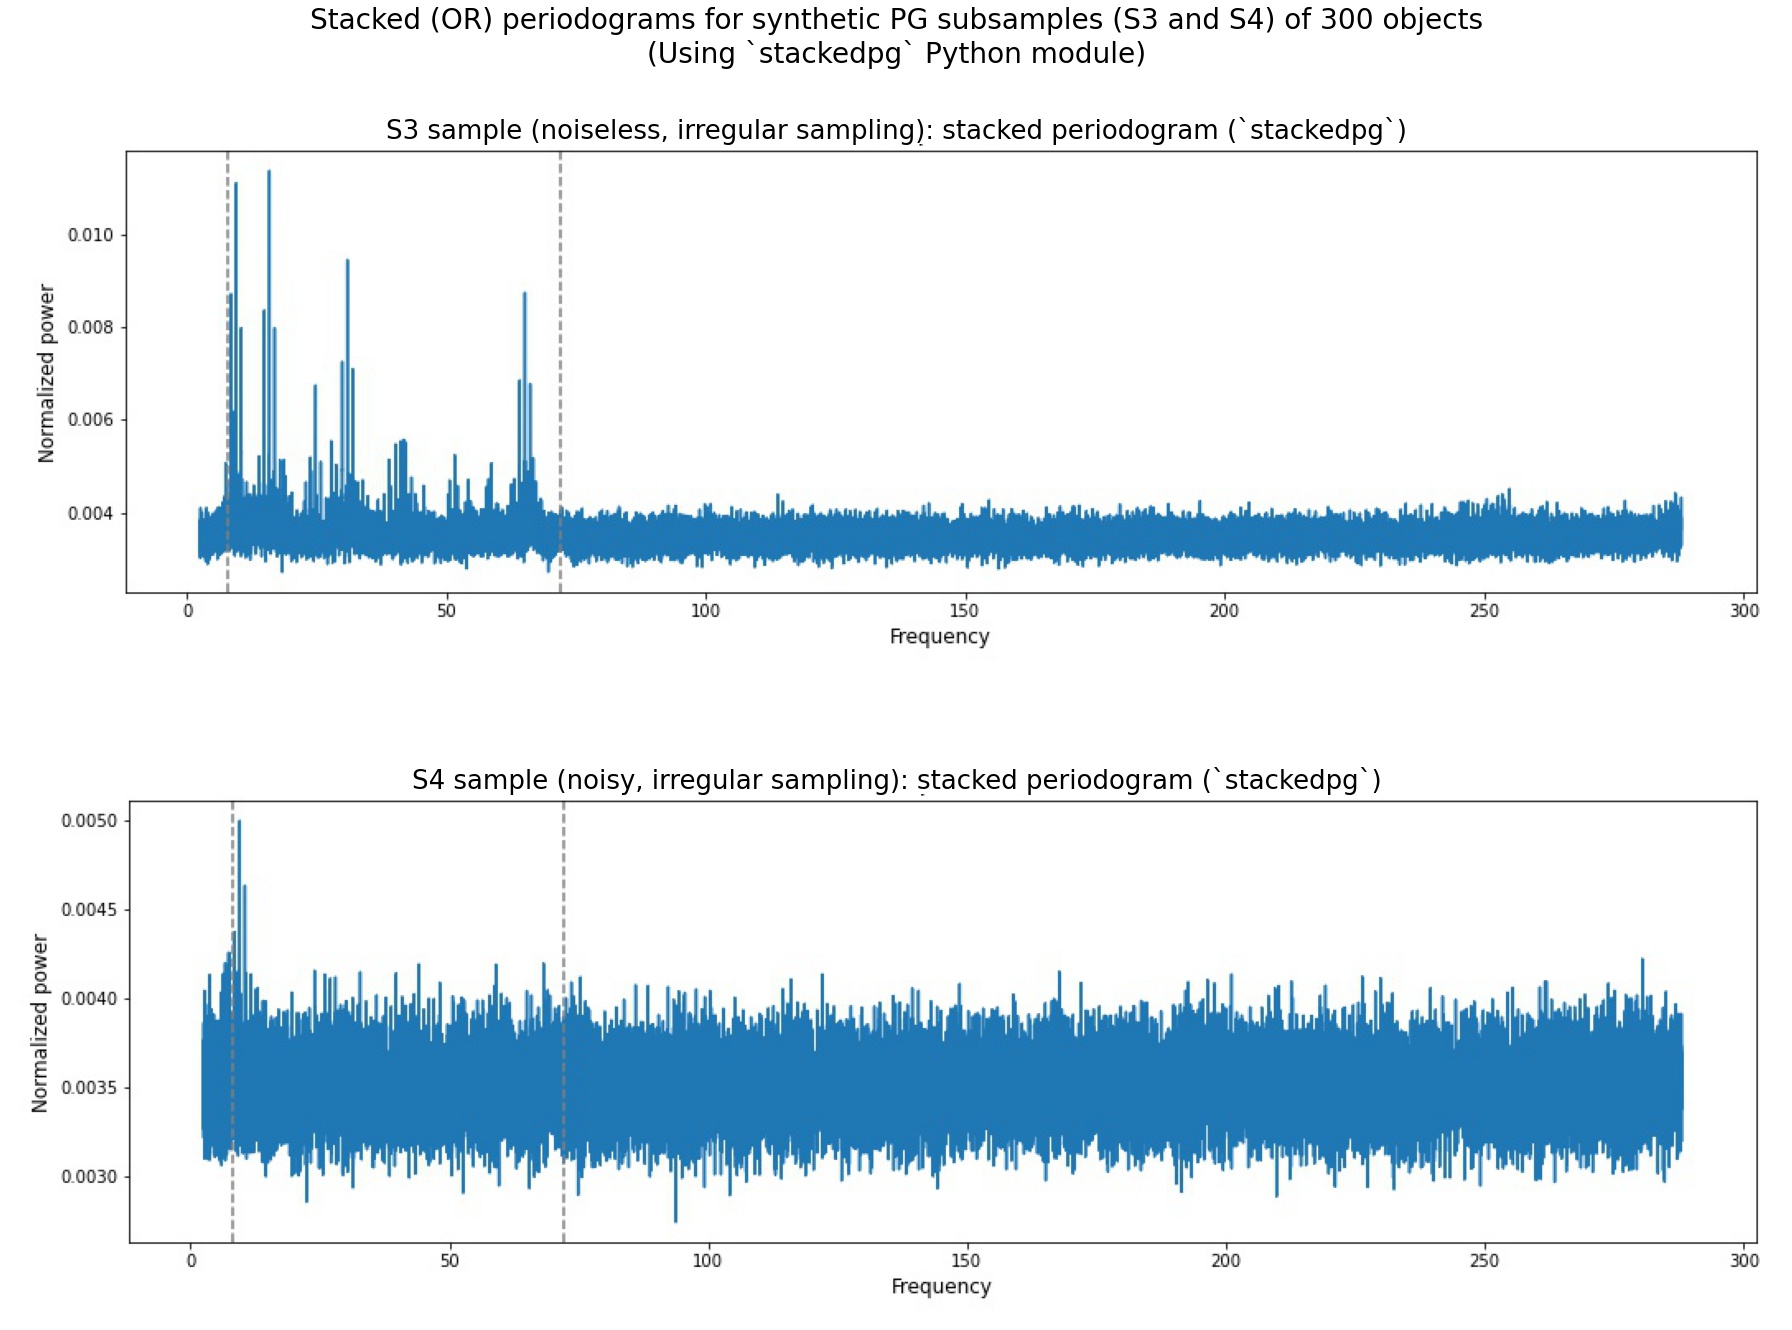 Stacked (OR) periodograms for synthetic PG subsamples (S3 and S4) of 300 objects
(Using `stackedpg` Python module)
S3 sample (noiseless, irregular sampling): stacked periodogram (`stackedpg`)
Normalized power
0.010
0.008
0.006
0.004
0 50 100 150 200 250 300
Frequency
S4 sample (noisy, irregular sampling): stacked periodogram (`stackedpg`)
Normalized power
0.0050
0.0045
0.0040
0.0035
0.0030
0 50 100 150 200 250 300
Frequency